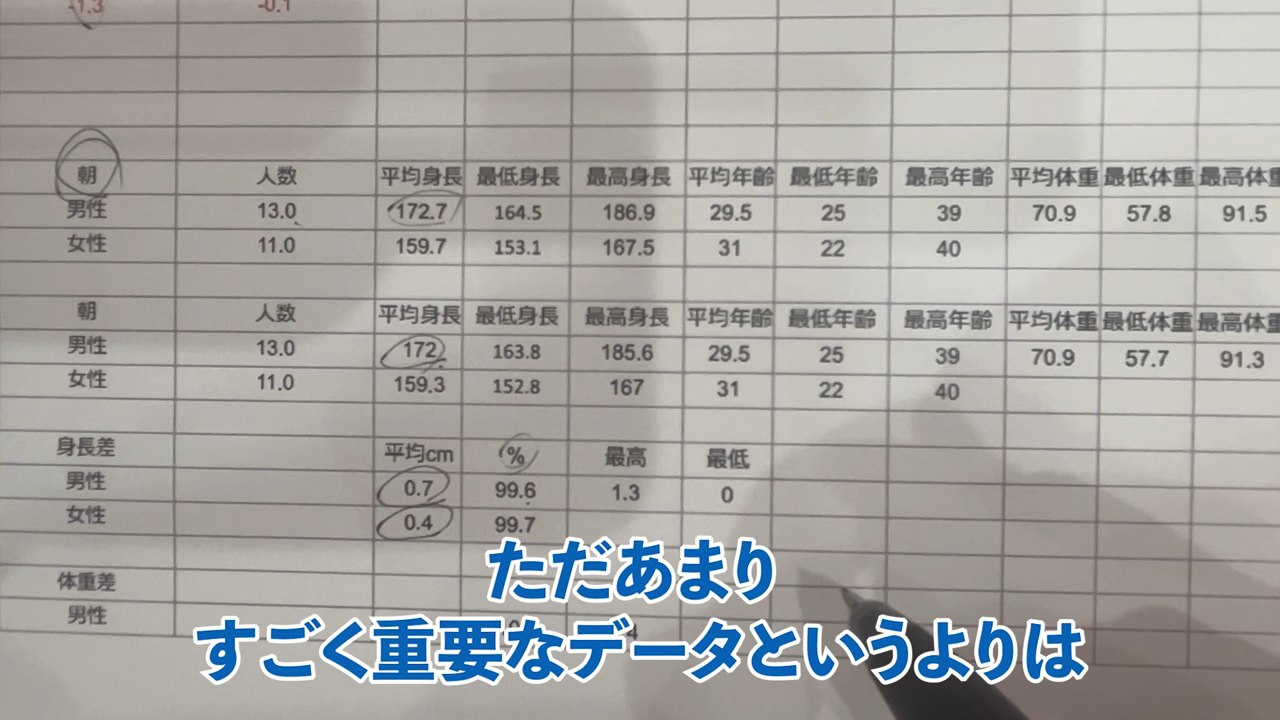 -1.3 -0.1
朝 人数 平均身長 最低身長 最高身長 平均年齢 最低年齢 最高年齢 平均体重 最低体重 最高体重
男性 13.0 172.7 164.5 186.9 29.5 25 39 70.9 57.8 91.5
女性 11.0 159.7 153.1 167.5 31 22 40
朝 人数 平均身長 最低身長 最高身長 平均年齢 最低年齢 最高年齢 平均体重 最低体重 最高体重
男性 13.0 172 163.8 185.6 29.5 25 39 70.9 57.7 91.3
女性 11.0 159.3 152.8 167 31 22 40
身長差 平均cm % 最高 最低
男性 0.7 99.6 1.3 0
女性 0.4 99.7
体重差
男性
ただあまり
すごく重要なデータというよりは